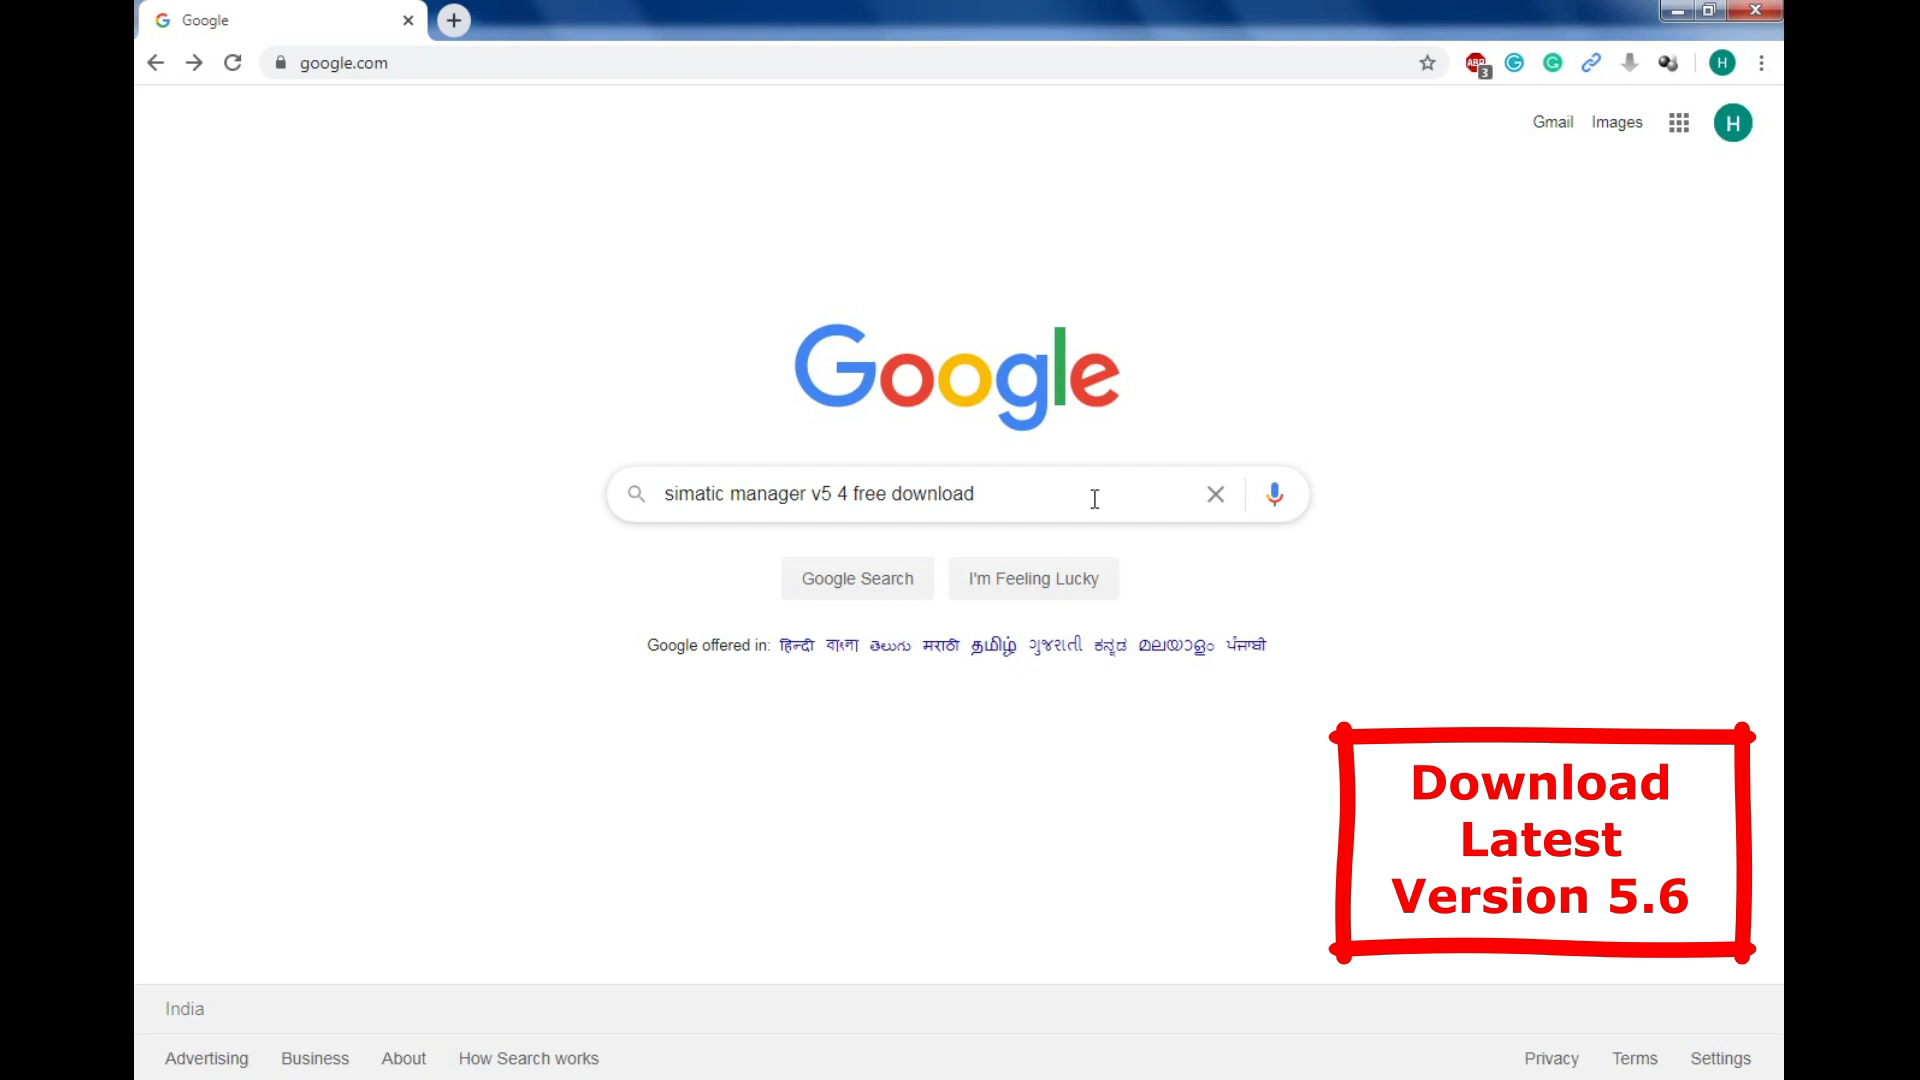 Google
google.com
ABP
3
H
Gmail Images
H
Google
simatic manager v5 4 free download
Google Search I'm Feeling Lucky
Google offered in: हिन्दी বাংলা తెలుగు मराठी தமிழ் ગુજરાતી ಕನ್ನಡ മലയാളം ਪੰਜਾਬੀ
Download
Latest
Version 5.6
India
Advertising Business About How Search works Privacy Terms Settings